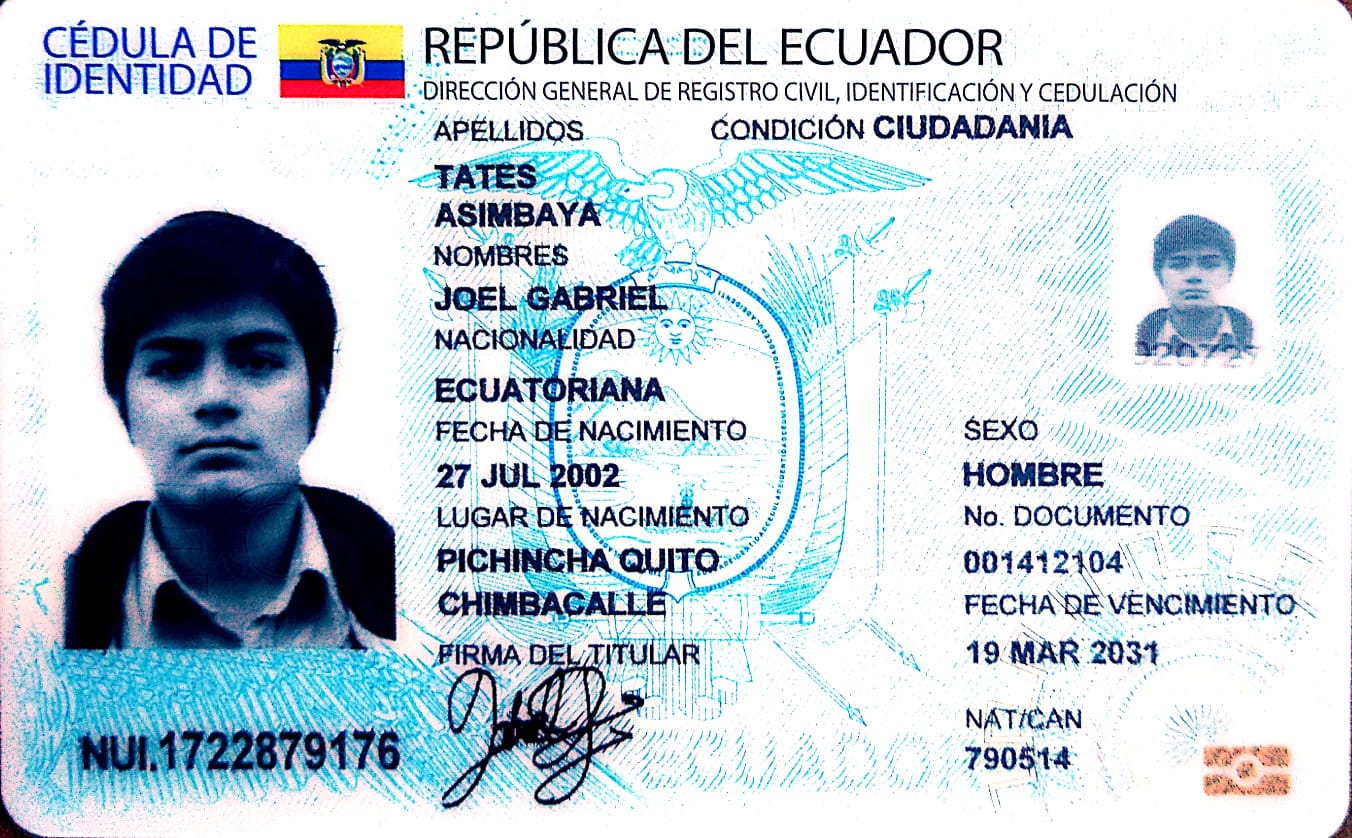 CÉDULA DE
IDENTIDAD
REPÚBLICA DEL ECUADOR
DIRECCIÓN GENERAL DE REGISTRO CIVIL, IDENTIFICACIÓN Y CEDULACIÓN
APELLIDOS
CONDICIÓN CIUDADANIA
TATES
ASIMBAYA
NOMBRES
JOEL GABRIEL
NACIONALIDAD
ECUATORIANA
FECHA DE NACIMIENTO
27 JUL 2002
LUGAR DE NACIMIENTO
PICHINCHA QUITO
CHIMBACALLE
FIRMA DEL TITULAR
SEXO
HOMBRE
No. DOCUMENTO
001412104
FECHA DE VENCIMIENTO
19 MAR 2031
NAT/CAN
790514
NUI.1722879176